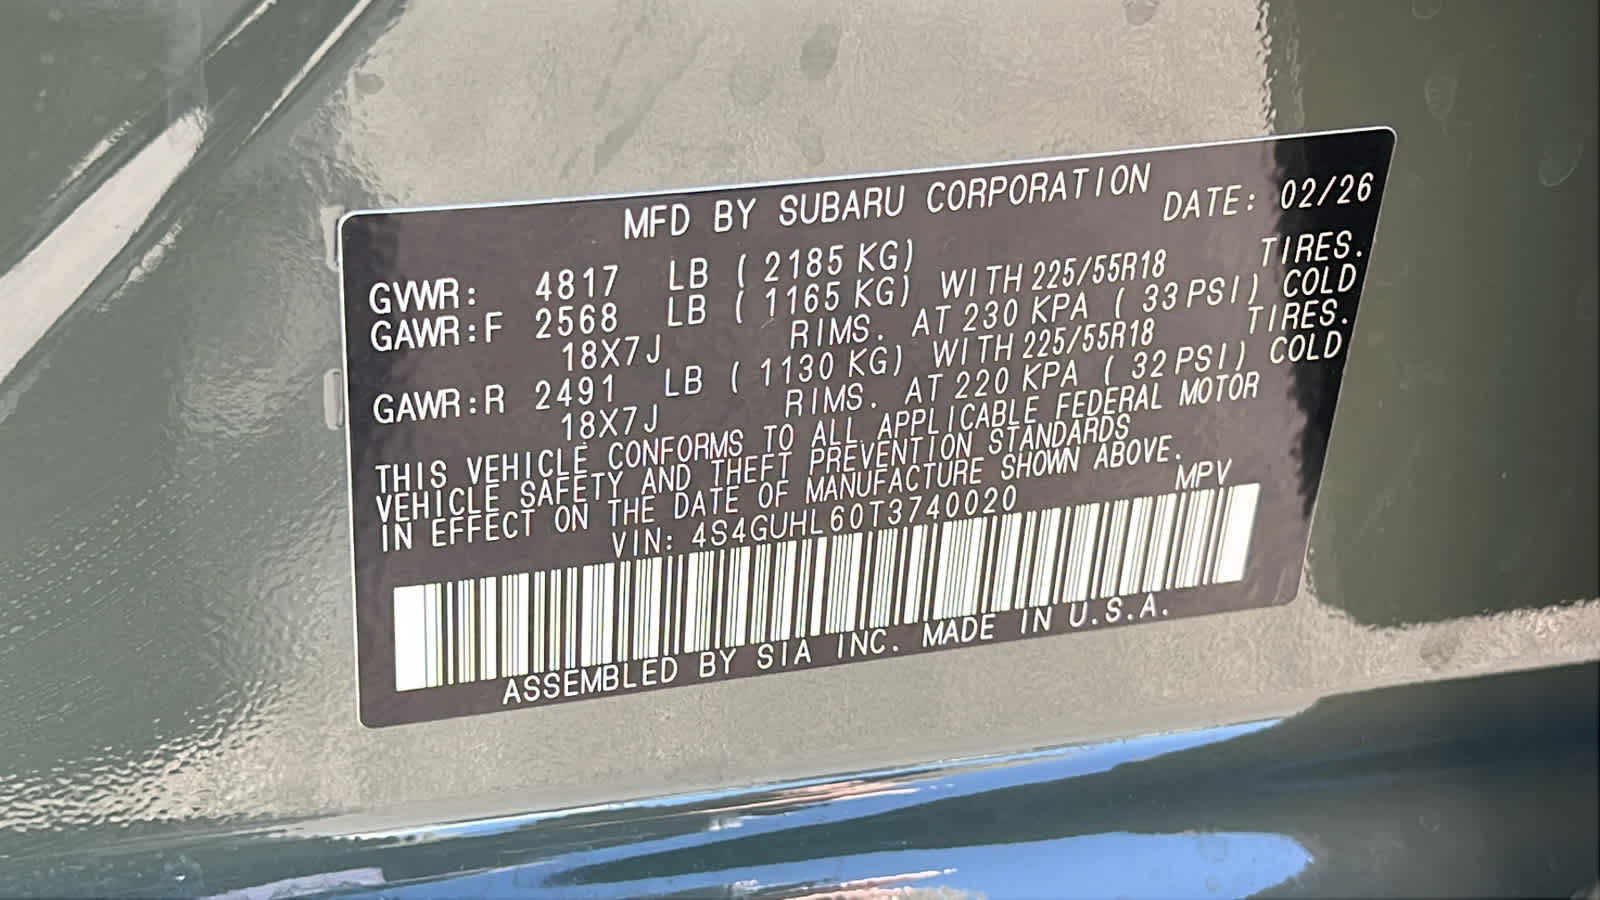 MFD BY SUBARU CORPORATION DATE: 02/26
GVWR: 4817 LB ( 2185 KG)
GAWR:F 2568 LB ( 1165 KG) WITH 225/55R18 TIRES.
18X7J RIMS. AT 230 KPA ( 33 PSI) COLD
GAWR:R 2491 LB ( 1130 KG) WITH 225/55R18 TIRES.
18X7J RIMS. AT 220 KPA ( 32 PSI) COLD
THIS VEHICLE CONFORMS TO ALL APPLICABLE FEDERAL MOTOR
VEHICLE SAFETY AND THEFT PREVENTION STANDARDS
IN EFFECT ON THE DATE OF MANUFACTURE SHOWN ABOVE.
VIN: 4S4GUHL60T3740020 MPV
ASSEMBLED BY SIA INC. MADE IN U.S.A.